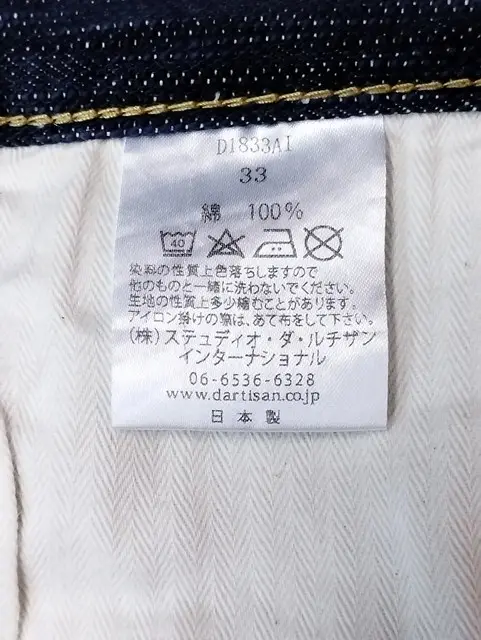 D1833AI
33
綿 100%
40
染料の性質上色落ちしますので
他のものと一緒に洗わないでください。
生地の性質上多少縮むことがあります。
アイロン掛けの際は、あて布をして下さい。
(株)ステュディオ・ダ・ルチザン
インターナショナル
06-6536-6328
www.dartisan.co.jp
日本製